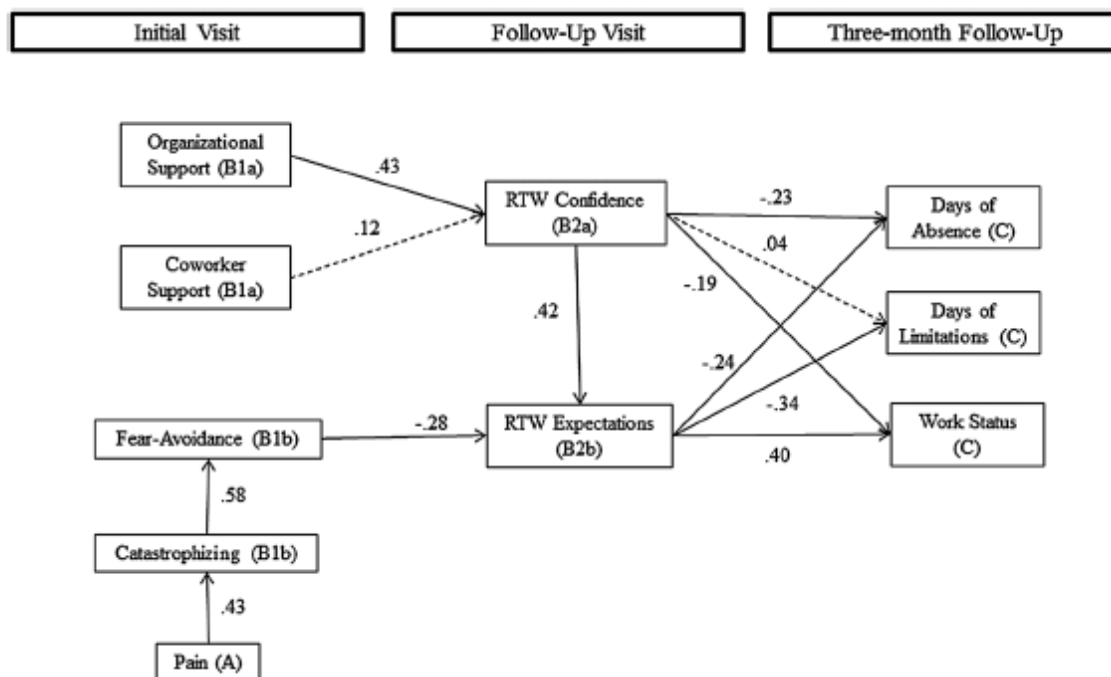 Initial Visit
Follow-Up Visit
Three-month Follow-Up
Organizational
Support (B1a)
.43
RTW Confidence
(B2a)
-.23
Days of
Absence (C)
.12
.04
Coworker
Support (B1a)
-.19
.42
Days of
Limitations (C)
-.24
-.34
Fear-Avoidance (B1b)
-.28
RTW Expectations
(B2b)
.40
Work Status
(C)
.58
Catastrophizing (B1b)
.43
Pain (A)